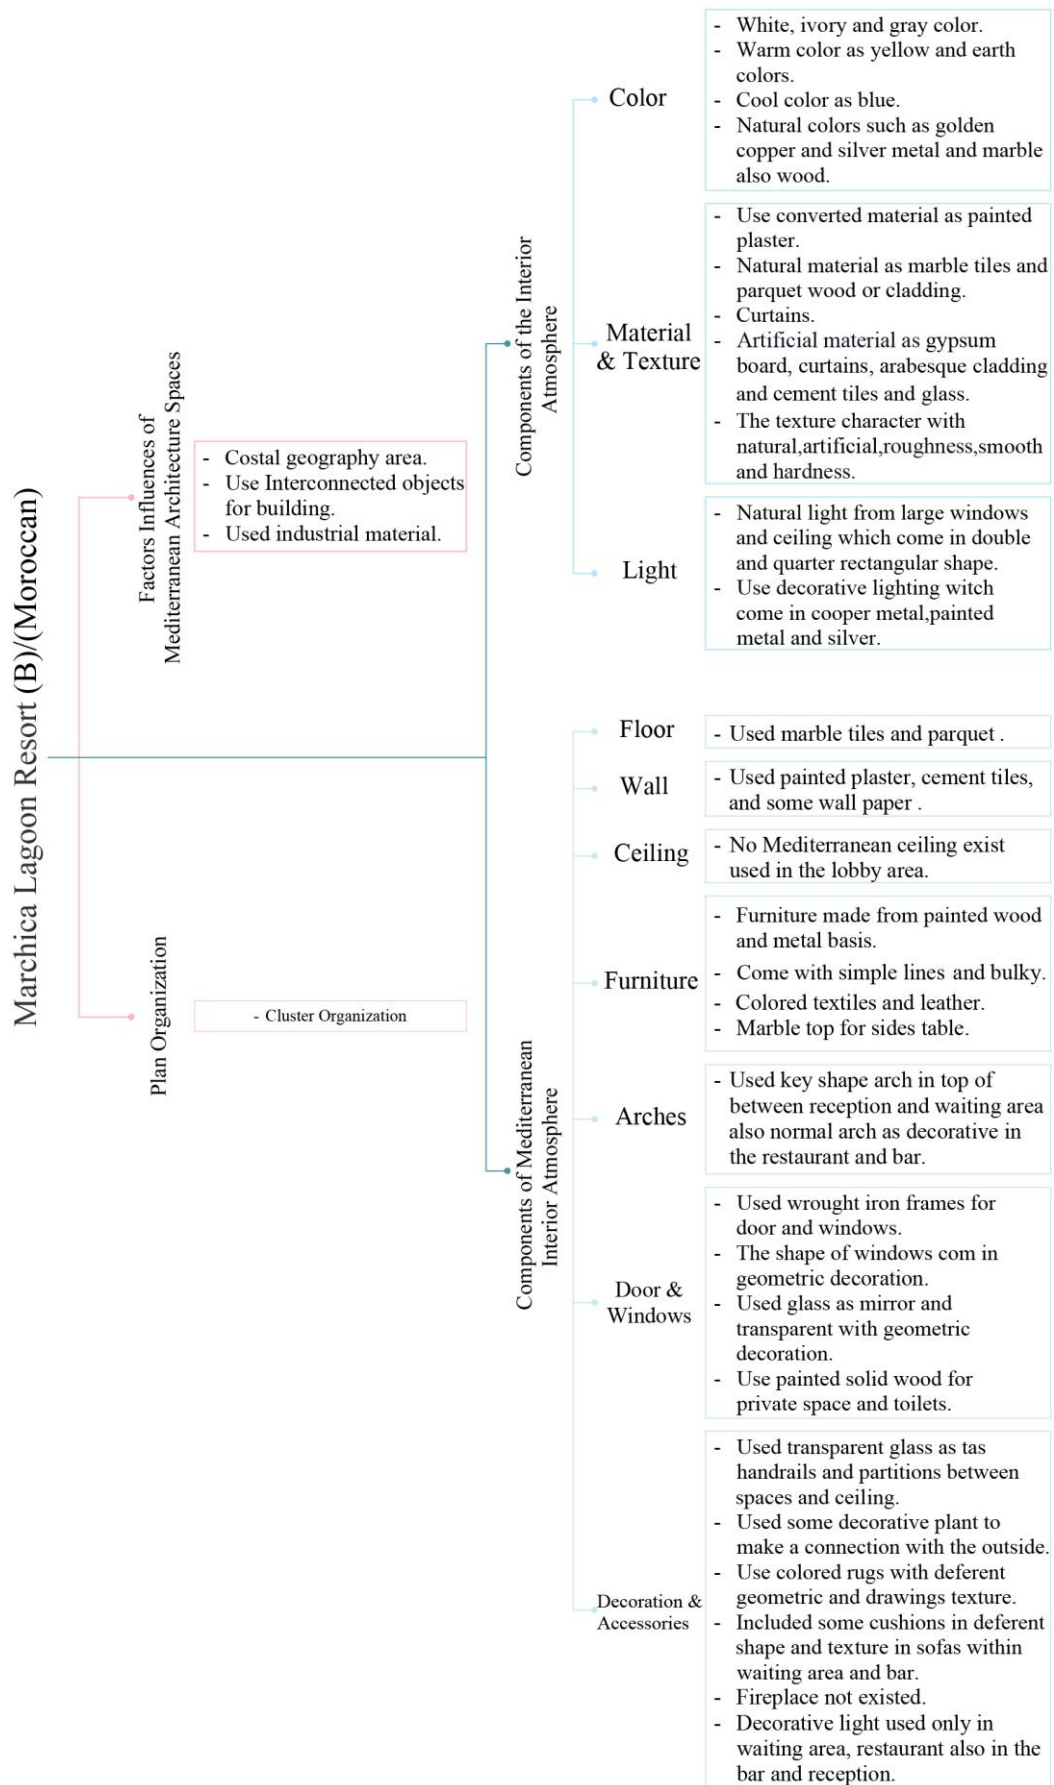 Marchica Lagoon Resort (B)/(Moroccan)
Factors Influences of
Mediterranean Architecture Spaces
- Costal geography area.
- Use Interconnected objects
for building.
- Used industrial material.
Plan Organization
- Cluster Organization
Components of the Interior
Atmosphere
Color
- White, ivory and gray color.
- Warm color as yellow and earth
colors.
- Cool color as blue.
- Natural colors such as golden
copper and silver metal and marble
also wood.
Material
& Texture
- Use converted material as painted
plaster.
- Natural material as marble tiles and
parquet wood or cladding.
- Curtains.
- Artificial material as gypsum
board, curtains, arabesque cladding
and cement tiles and glass.
- The texture character with
natural,artificial,roughness,smooth
and hardness.
Light
- Natural light from large windows
and ceiling which come in double
and quarter rectangular shape.
- Use decorative lighting witch
come in cooper metal,painted
metal and silver.
Components of Mediterranean
Interior Atmosphere
Floor
- Used marble tiles and parquet .
Wall
- Used painted plaster, cement tiles,
and some wall paper .
Ceiling
- No Mediterranean ceiling exist
used in the lobby area.
Furniture
- Furniture made from painted wood
and metal basis.
- Come with simple lines and bulky.
- Colored textiles and leather.
- Marble top for sides table.
Arches
- Used key shape arch in top of
between reception and waiting area
also normal arch as decorative in
the restaurant and bar.
Door &
Windows
- Used wrought iron frames for
door and windows.
- The shape of windows com in
geometric decoration.
- Used glass as mirror and
transparent with geometric
decoration.
- Use painted solid wood for
private space and toilets.
Decoration &
Accessories
- Used transparent glass as tas
handrails and partitions between
spaces and ceiling.
- Used some decorative plant to
make a connection with the outside.
- Use colored rugs with deferent
geometric and drawings texture.
- Included some cushions in deferent
shape and texture in sofas within
waiting area and bar.
- Fireplace not existed.
- Decorative light used only in
waiting area, restaurant also in the
bar and reception.